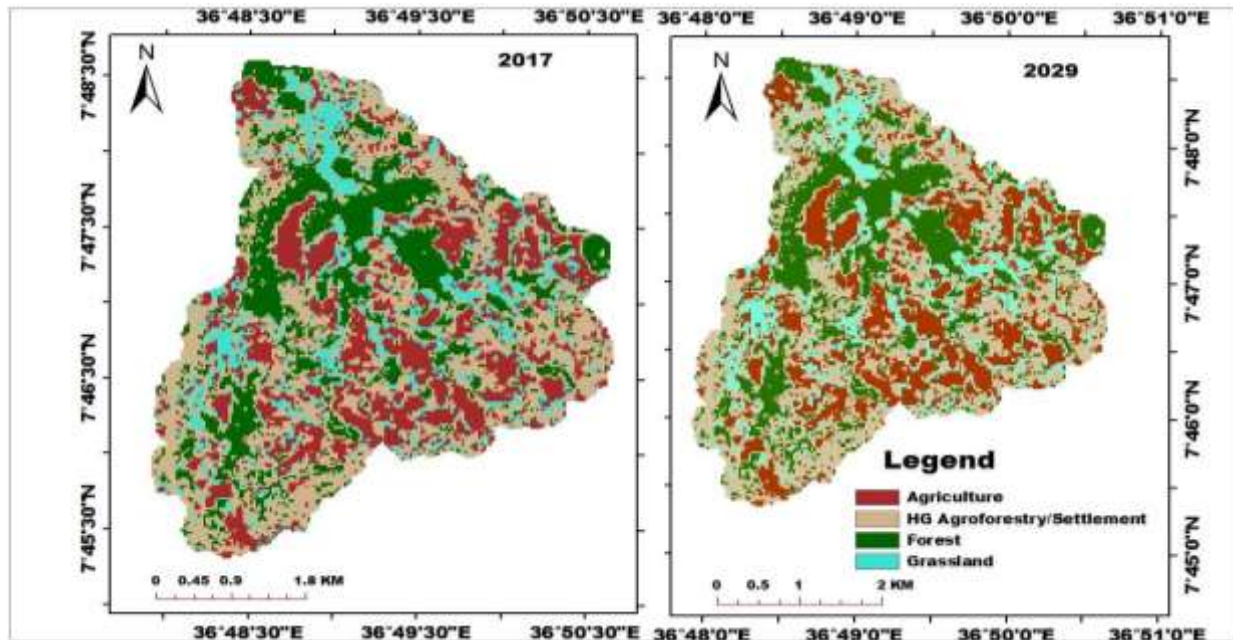 36°48'30"E 36°49'30"E 36°50'30"E
36°48'0"E 36°49'0"E 36°50'0"E 36°51'0"E
N
2017
7°48'30"N
7°47'30"N
7°46'30"N
7°45'30"N
0 0.45 0.9 1.8 KM
36°48'30"E 36°49'30"E 36°50'30"E
N
2029
7°48'0"N
7°47'0"N
7°46'0"N
7°45'0"N
Legend
Agriculture
HG Agroforestry/Settlement
Forest
Grassland
0 0.5 1 2 KM
36°48'0"E 36°49'0"E 36°50'0"E 36°51'0"E